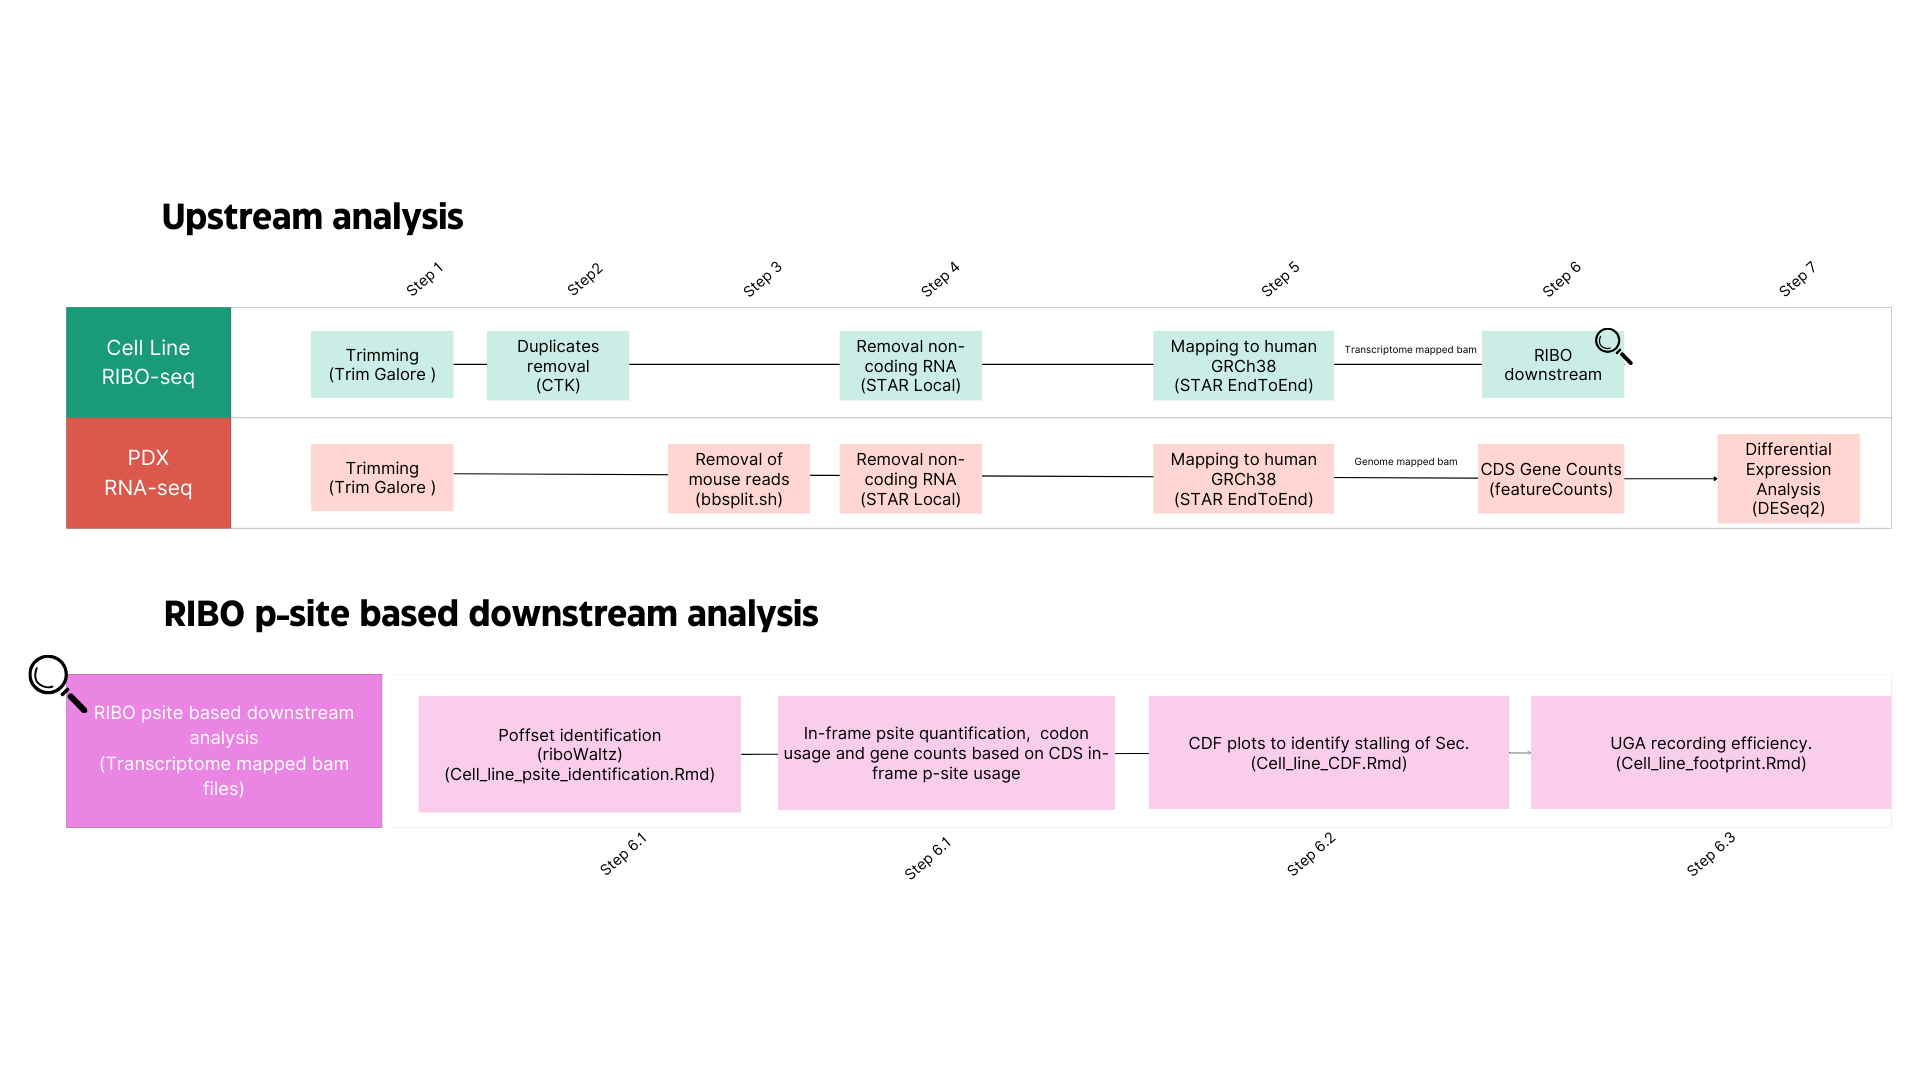 Upstream analysis
Step 1
Step2
Step 3
Step 4
Step 5
Step 6
Step 7
Cell Line
RIBO-seq
Trimming
(Trim Galore )
Duplicates
removal
(CTK)
Removal non-
coding RNA
(STAR Local)
Mapping to human
GRCh38
(STAR EndToEnd)
Transcriptome mapped bam
RIBO
downstream
PDX
RNA-seq
Trimming
(Trim Galore )
Removal of
mouse reads
(bbsplit.sh)
Removal non-
coding RNA
(STAR Local)
Mapping to human
GRCh38
(STAR EndToEnd)
Genome mapped bam
CDS Gene Counts
(featureCounts)
Differential
Expression
Analysis
(DESeq2)
RIBO p-site based downstream analysis
RIBO psite based downstream
analysis
(Transcriptome mapped bam
files)
Poffset identification
(riboWaltz)
(Cell_line_psite_identification.Rmd)
In-frame psite quantification,  codon
usage and gene counts based on CDS in-
frame p-site usage
CDF plots to identify stalling of Sec.
(Cell_line_CDF.Rmd)
UGA recording efficiency.
(Cell_line_footprint.Rmd)
Step 6.1
Step 6.1
Step 6.2
Step 6.3